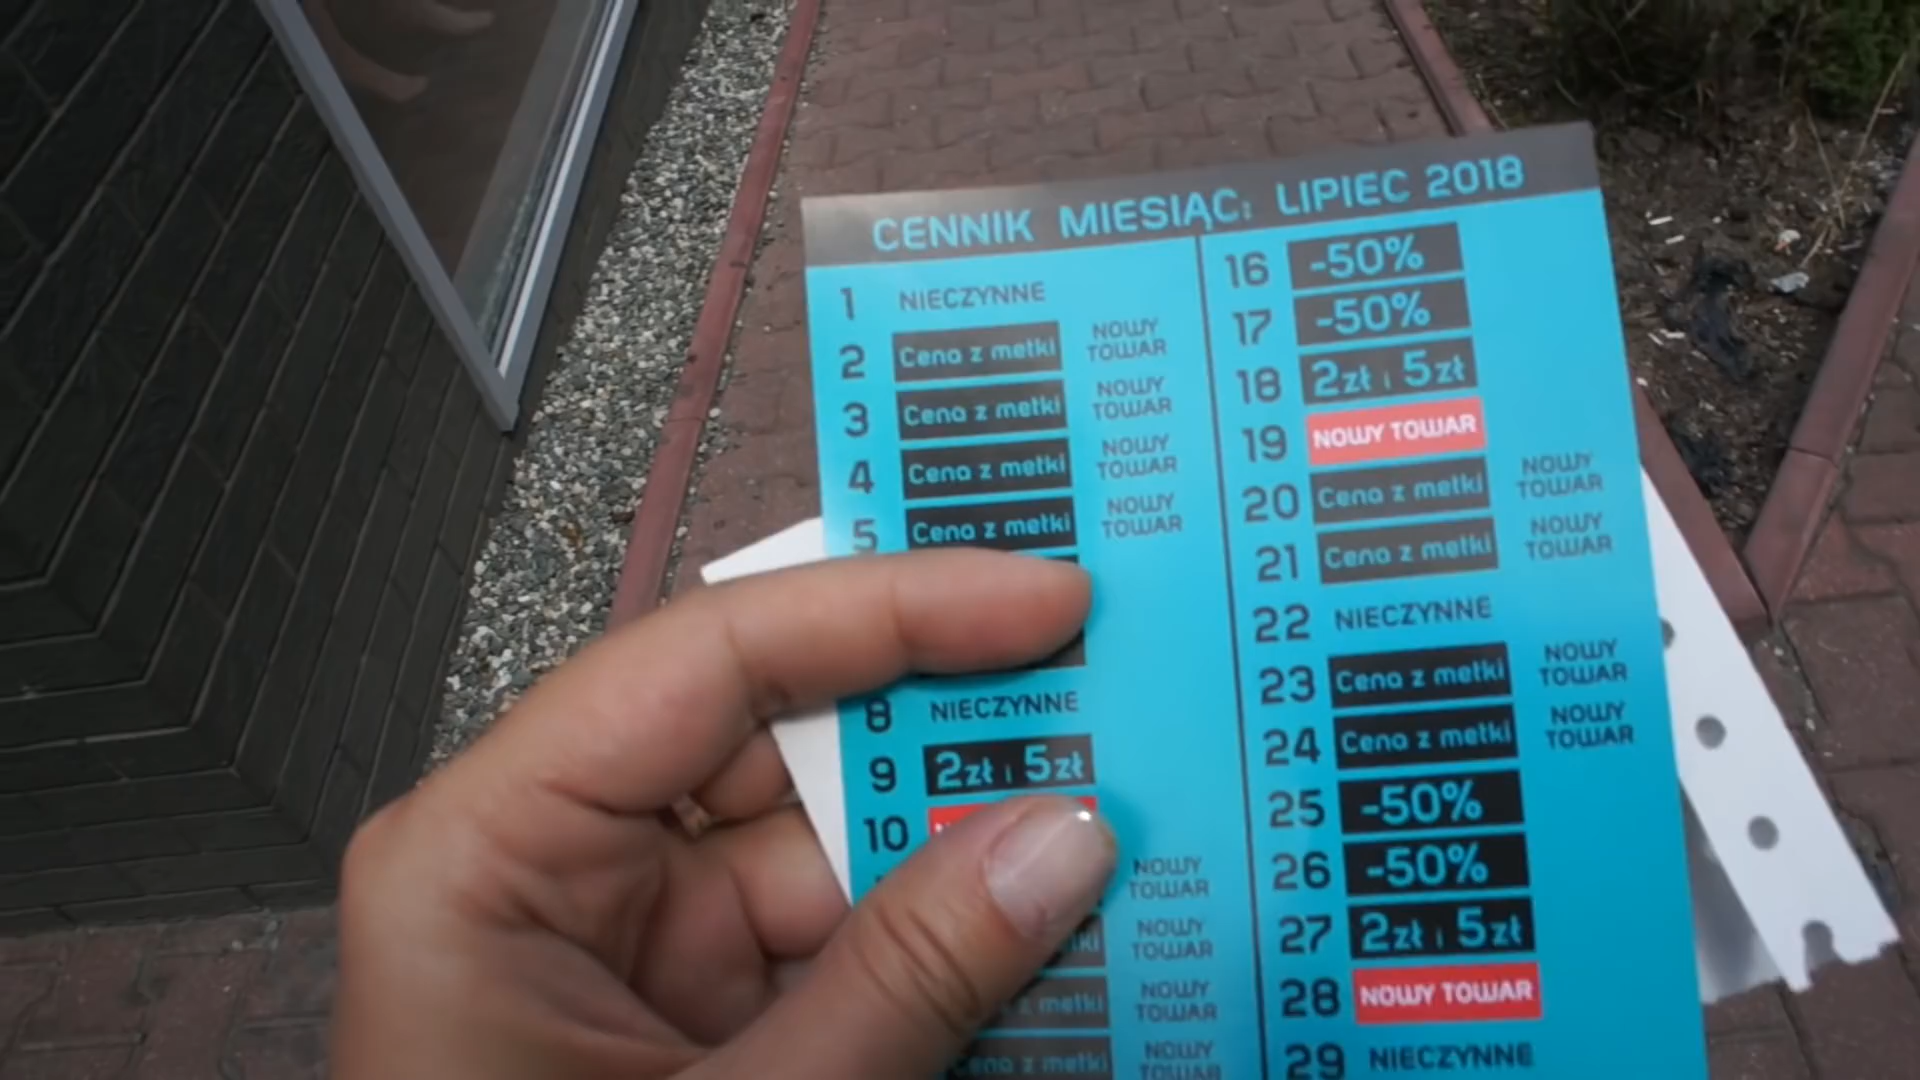 CENNIK MIESIĄC: LIPIEC 2018
1 NIECZYNNE
2 Cena z metki NOWY TOWAR
3 Cena z metki NOWY TOWAR
4 Cena z metki NOWY TOWAR
5 Cena z metki NOWY TOWAR
8 NIECZYNNE
9 2zł i 5zł
10
NOWY TOWAR
NOWY TOWAR
z metki NOWY TOWAR
Cena z metki NOWY TOWAR
16 -50%
17 -50%
18 2zł i 5zł
19 NOWY TOWAR
20 Cena z metki NOWY TOWAR
21 Cena z metki NOWY TOWAR
22 NIECZYNNE
23 Cena z metki NOWY TOWAR
24 Cena z metki NOWY TOWAR
25 -50%
26 -50%
27 2zł i 5zł
28 NOWY TOWAR
29 NIECZYNNE